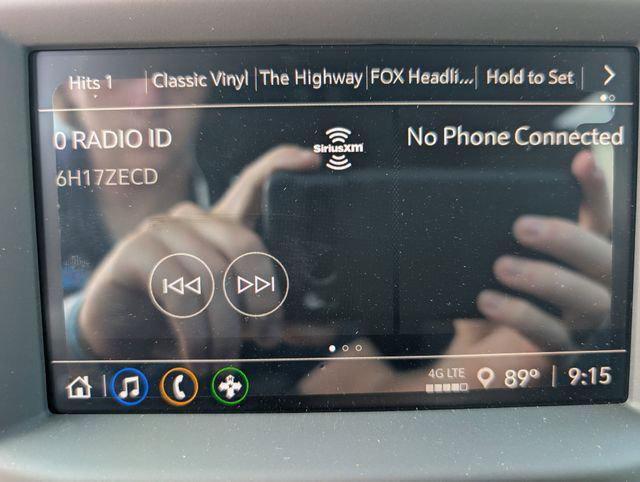 Hits 1 Classic Vinyl The Highway FOX Headli... Hold to Set
0 RADIO ID
SiriusXM
No Phone Connected
6H17ZECD
4G LTE
89° 9:15